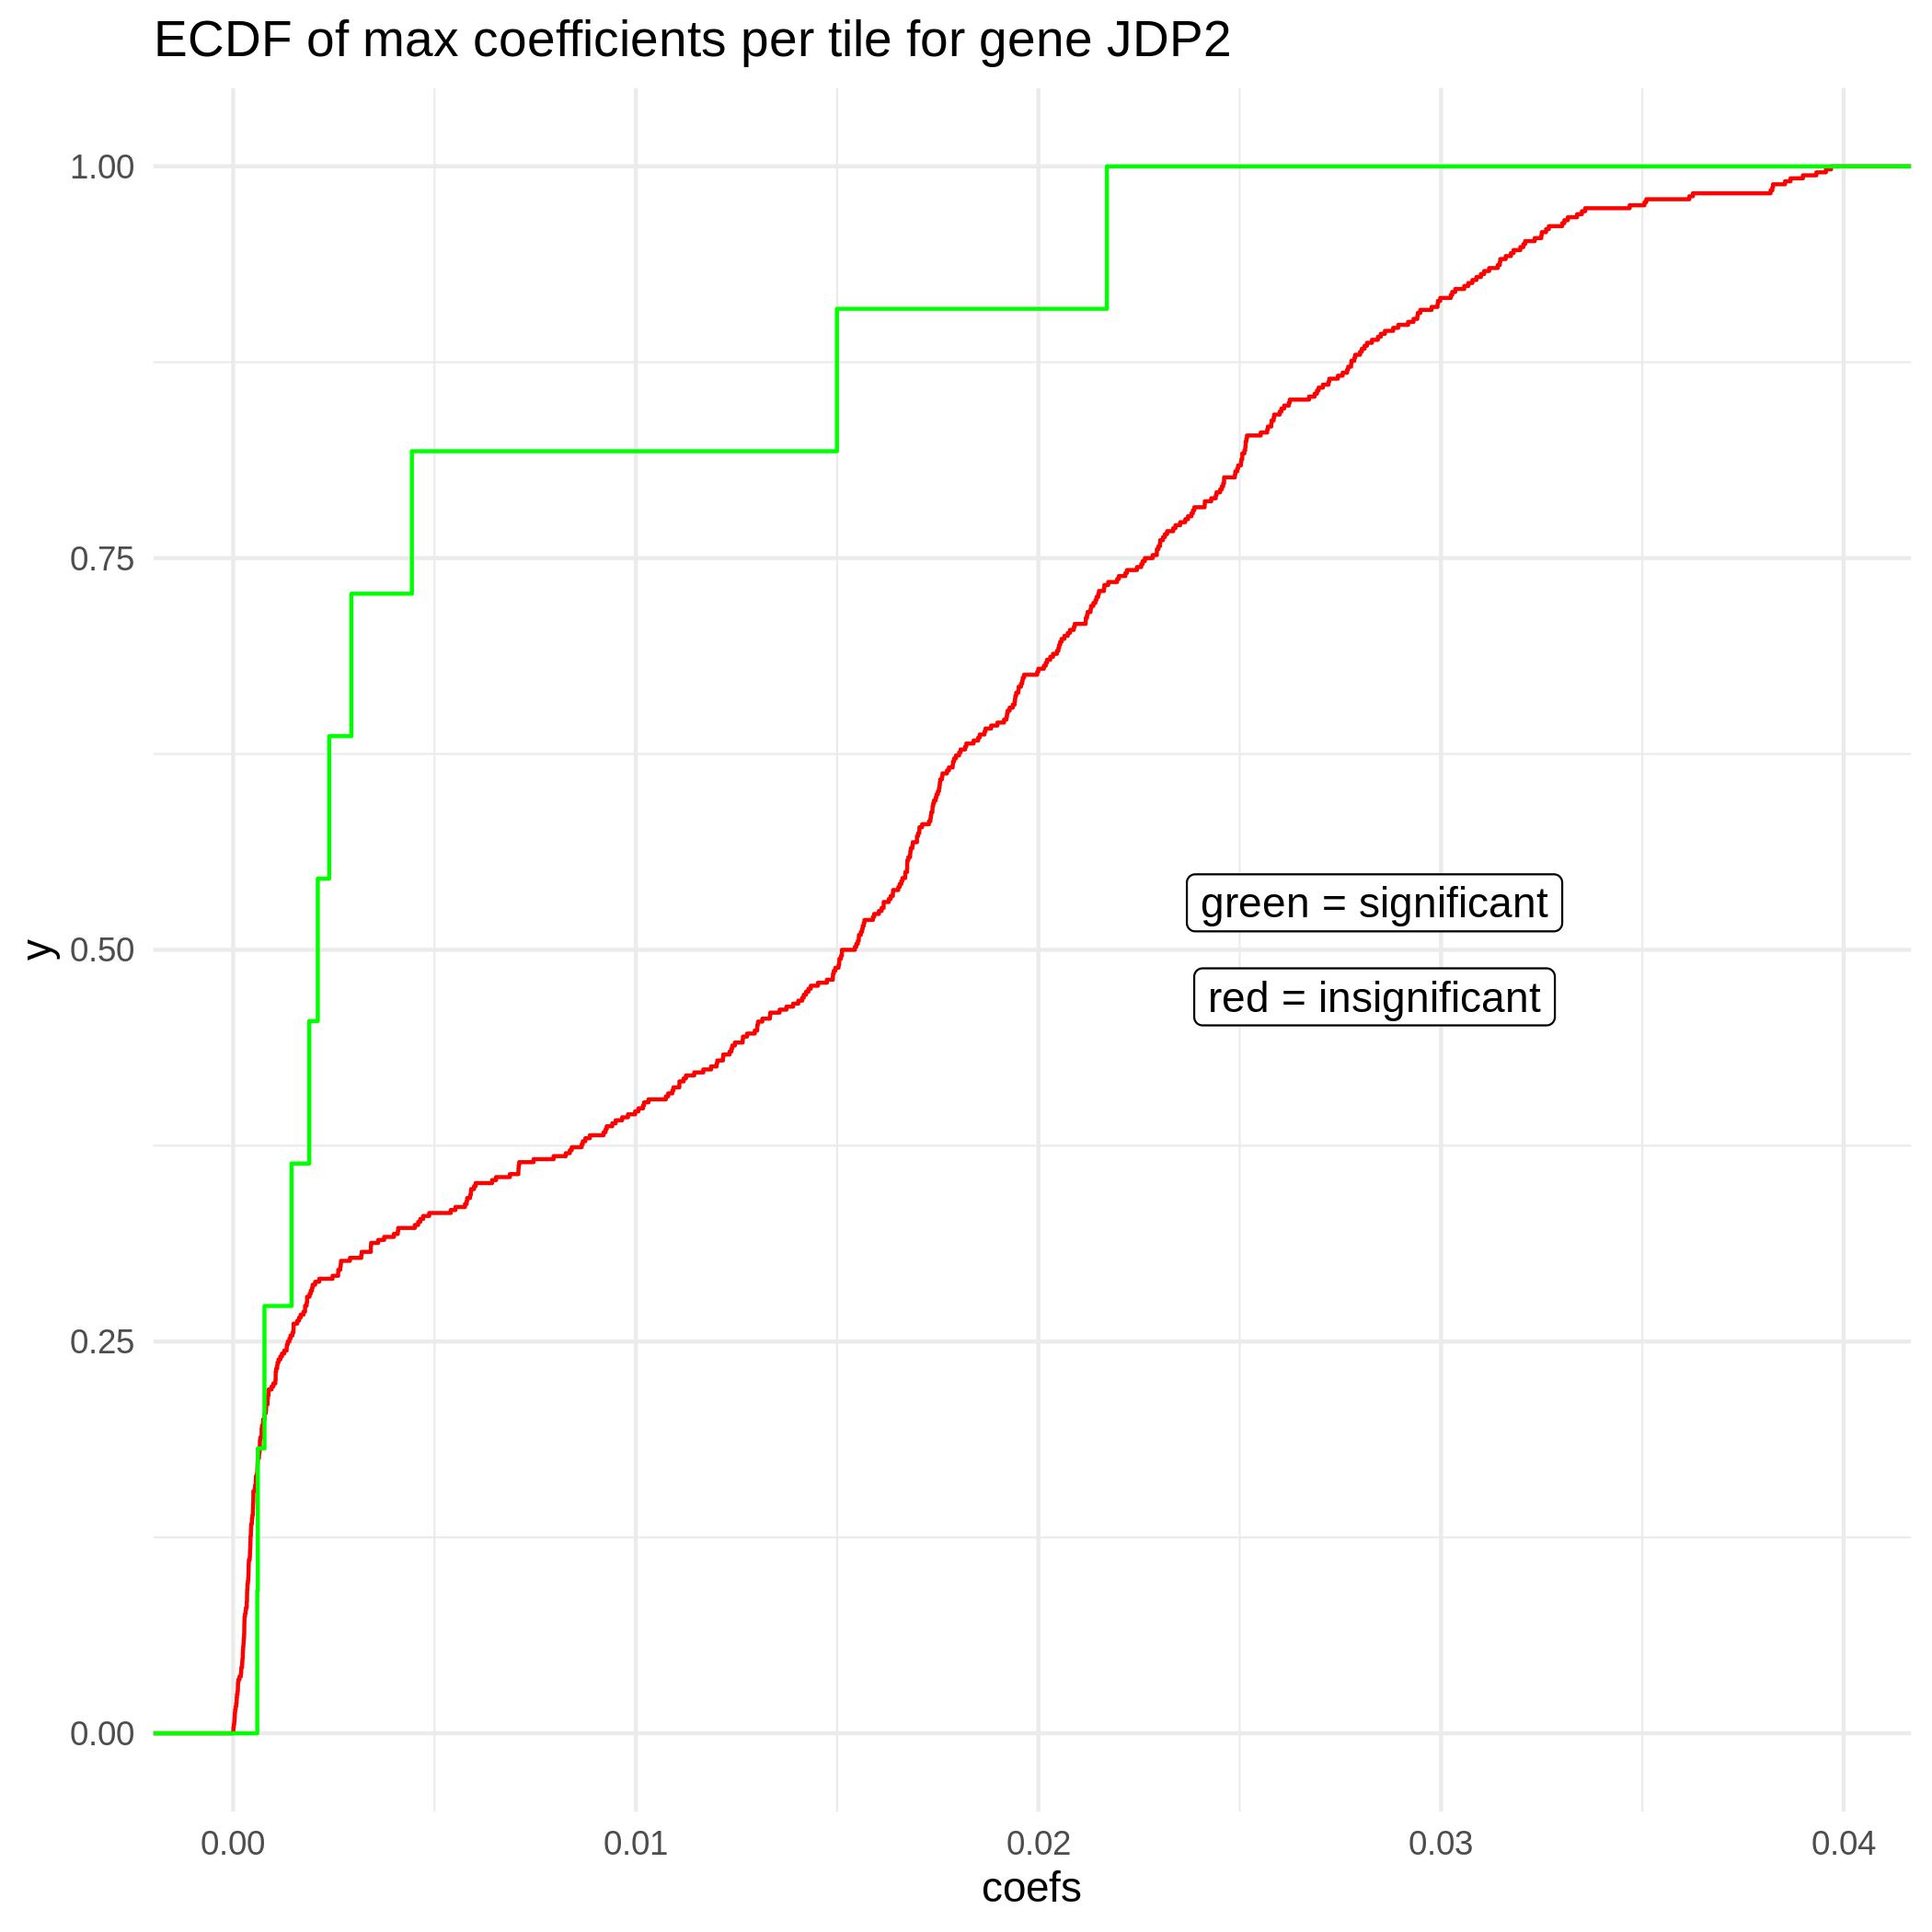 ECDF of max coefficients per tile for gene JDP2
1.00
0.75
0.50
0.25
0.00
y
green = significant
red = insignificant
0.00 0.01 0.02 0.03 0.04
coefs